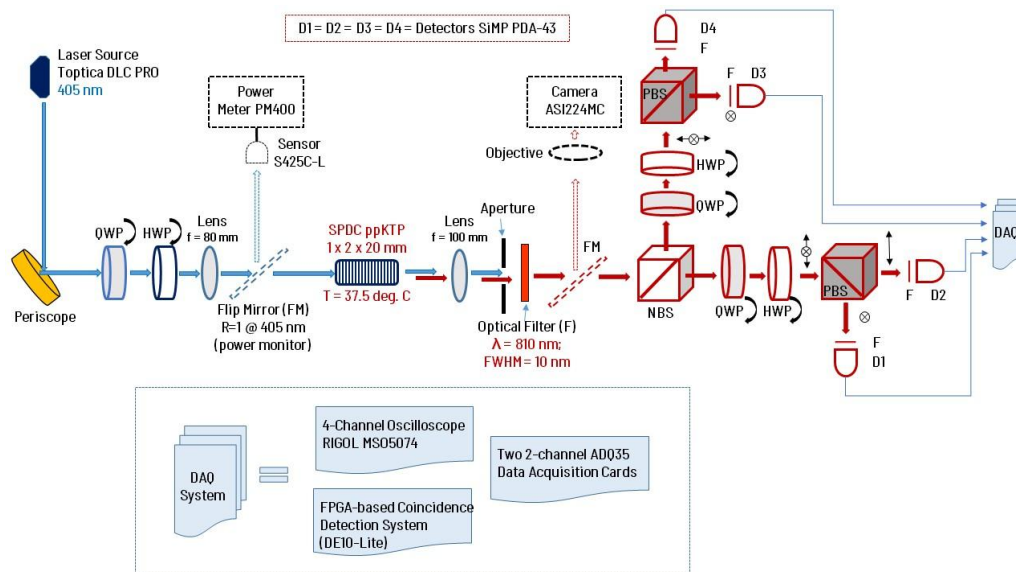 D1 = D2 = D3 = D4 = Detectors SiMP PDA-43
D4
F
Laser Source
Toptica DLC PRO
405 nm
Power
Meter PM400
Camera
ASI224MC
PBS
F
D3
Sensor
S425C-L
Objective
HWP
QWP
HWP
Lens
f = 80 mm
SPDC ppKTP
1 x 2 x 20 mm
Lens
f = 100 mm
Aperture
QWP
FM
DAQ
T = 37.5 deg. C
PBS
Periscope
Flip Mirror (FM)
R=1 @ 405 nm
(power monitor)
Optical Filter (F)
λ = 810 nm;
FWHM = 10 nm
NBS
QWP
HWP
F
D2
F
D1
4-Channel Oscilloscope
RIGOL MSO5074
DAQ
System
Two 2-channel ADQ35
Data Acquisition Cards
FPGA-based Coincidence
Detection System
(DE10-Lite)